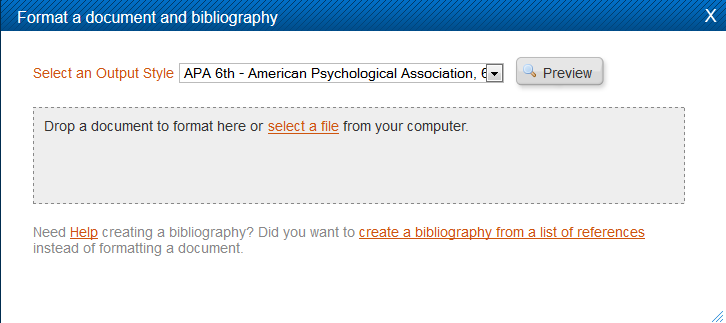 Format a document and bibliography X
Select an Output Style APA 6th - American Psychological Association, 6 Preview
Drop a document to format here or select a file from your computer.
Need Help creating a bibliography? Did you want to create a bibliography from a list of references
instead of formatting a document.